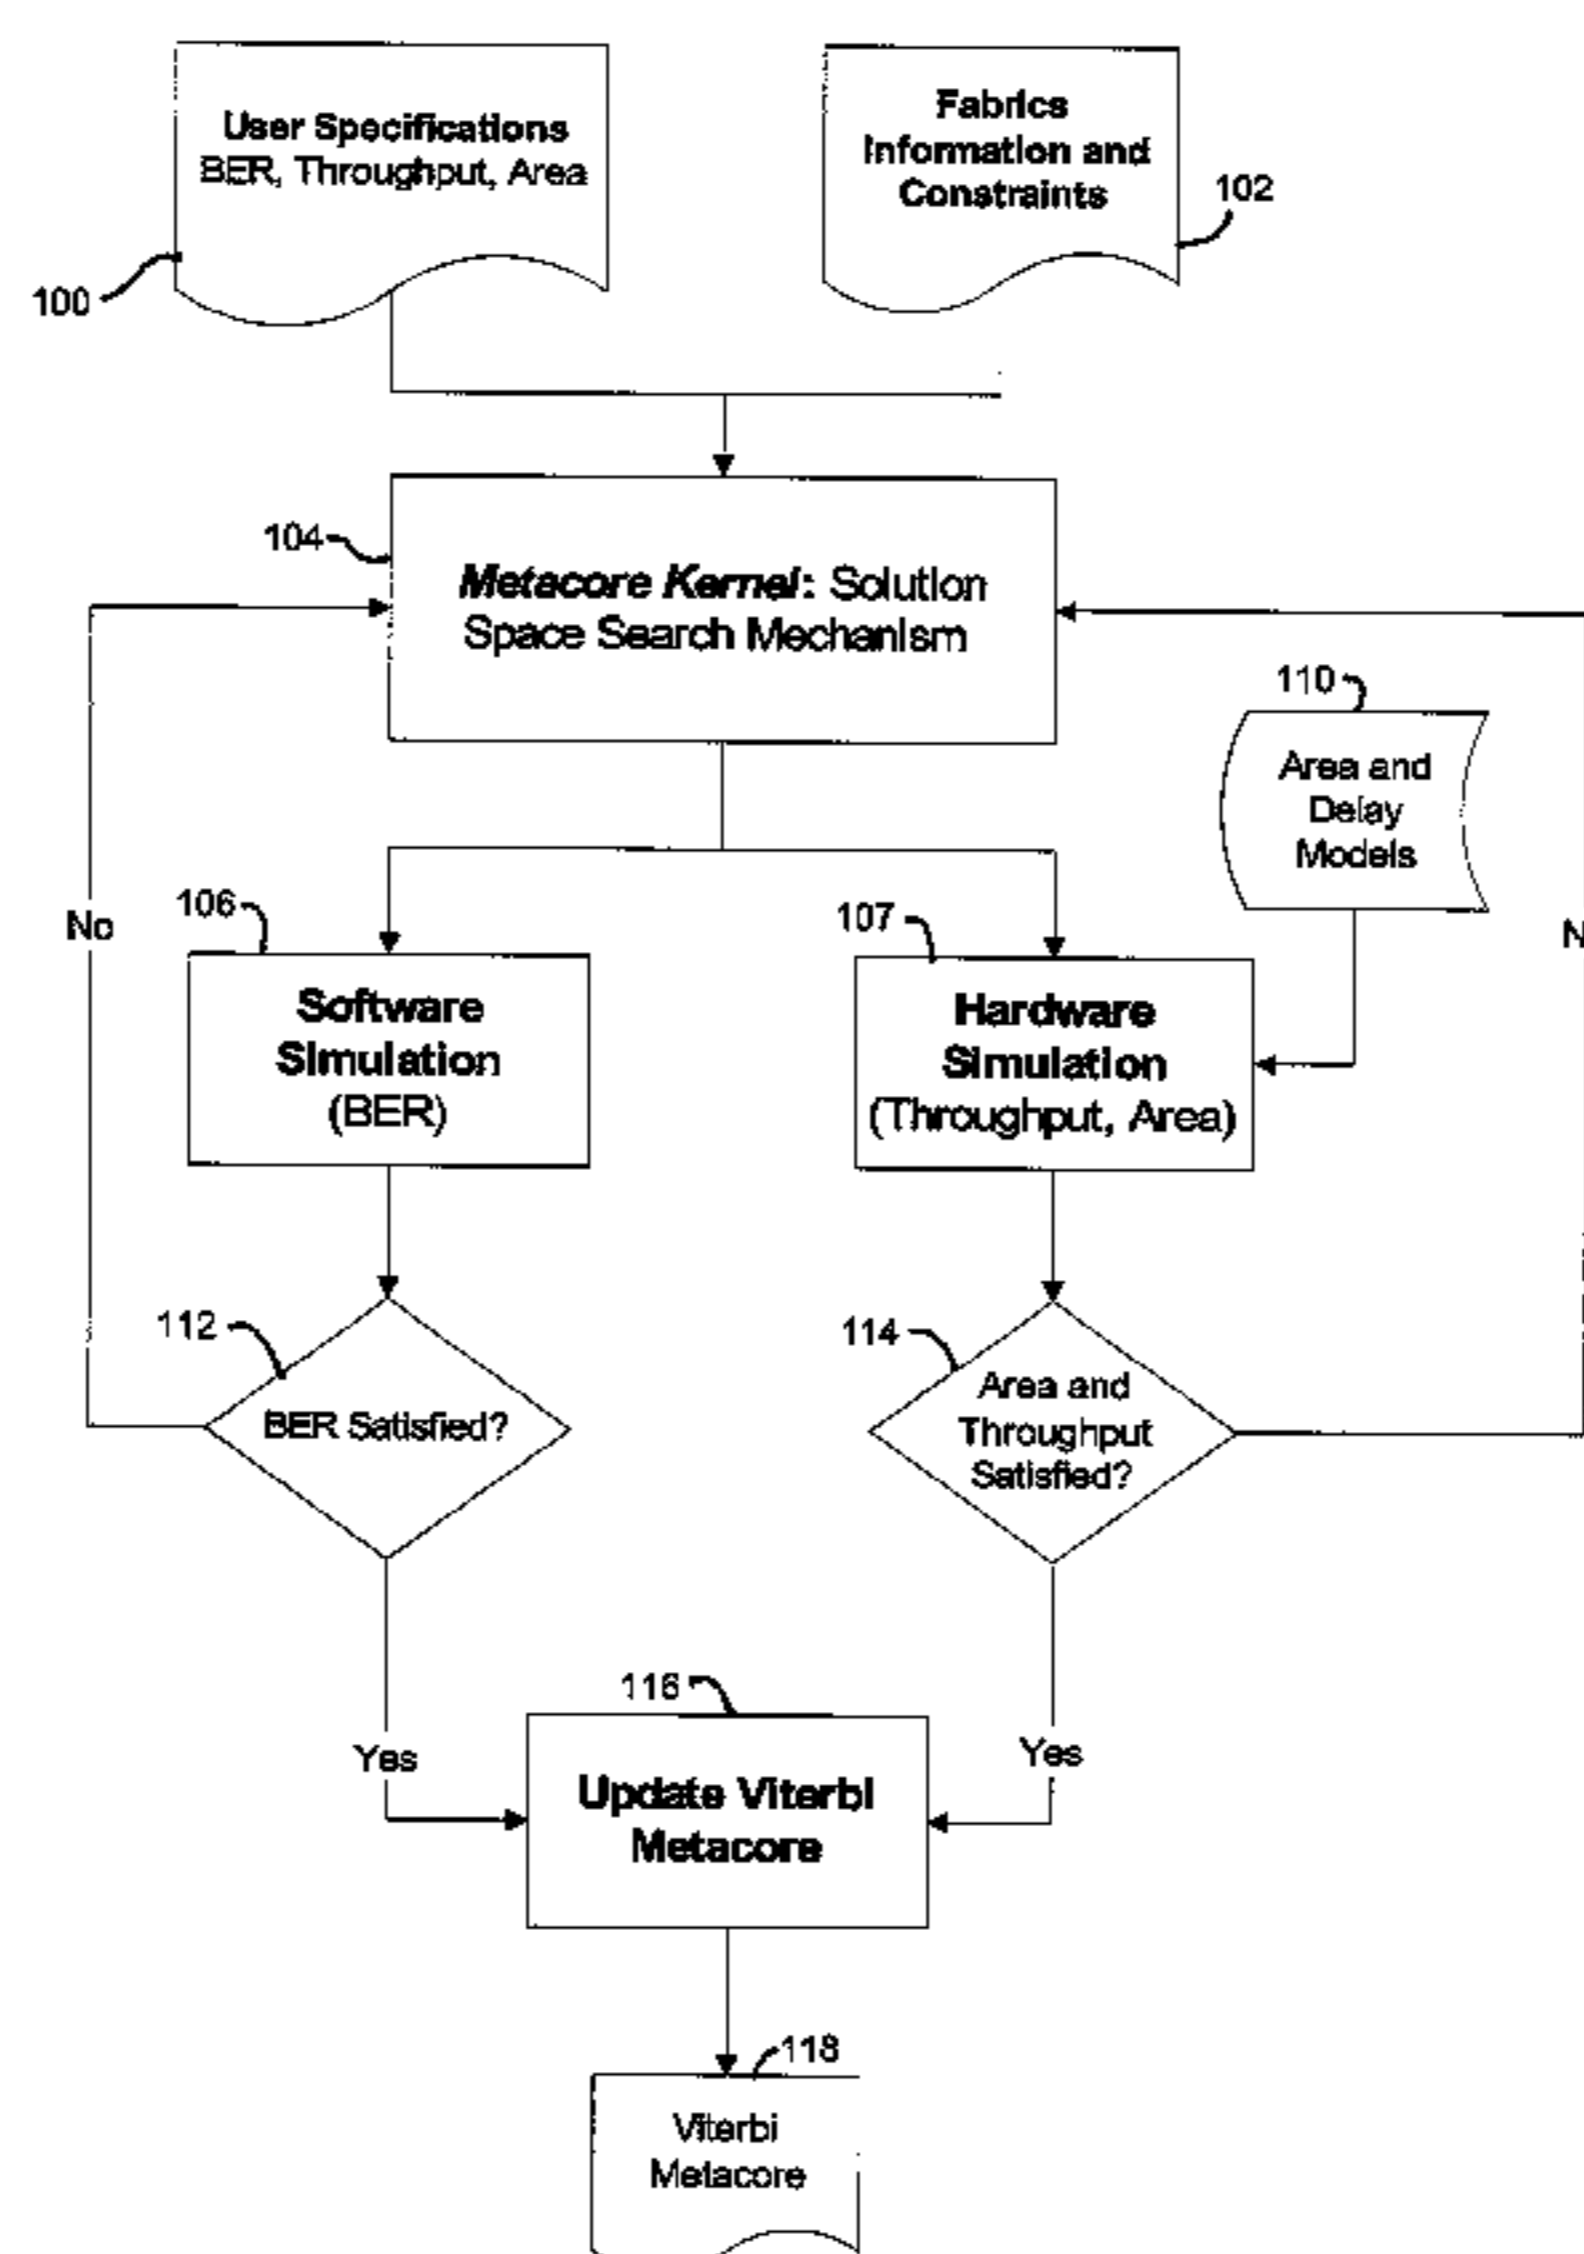 User Specifications
BER, Throughput, Area
100
Fabrics
Information and
Constraints
102
104
Metacore Kernel: Solution
Space Search Mechanism
110
Area and
Delay
Models
No
N
106
Software
Simulation
(BER)
107
Hardware
Simulation
(Throughput, Area)
112
BER Satisfied?
114
Area and
Throughput
Satisfied?
Yes
Yes
116
Update Viterbi
Metacore
118
Viterbi
Metacore